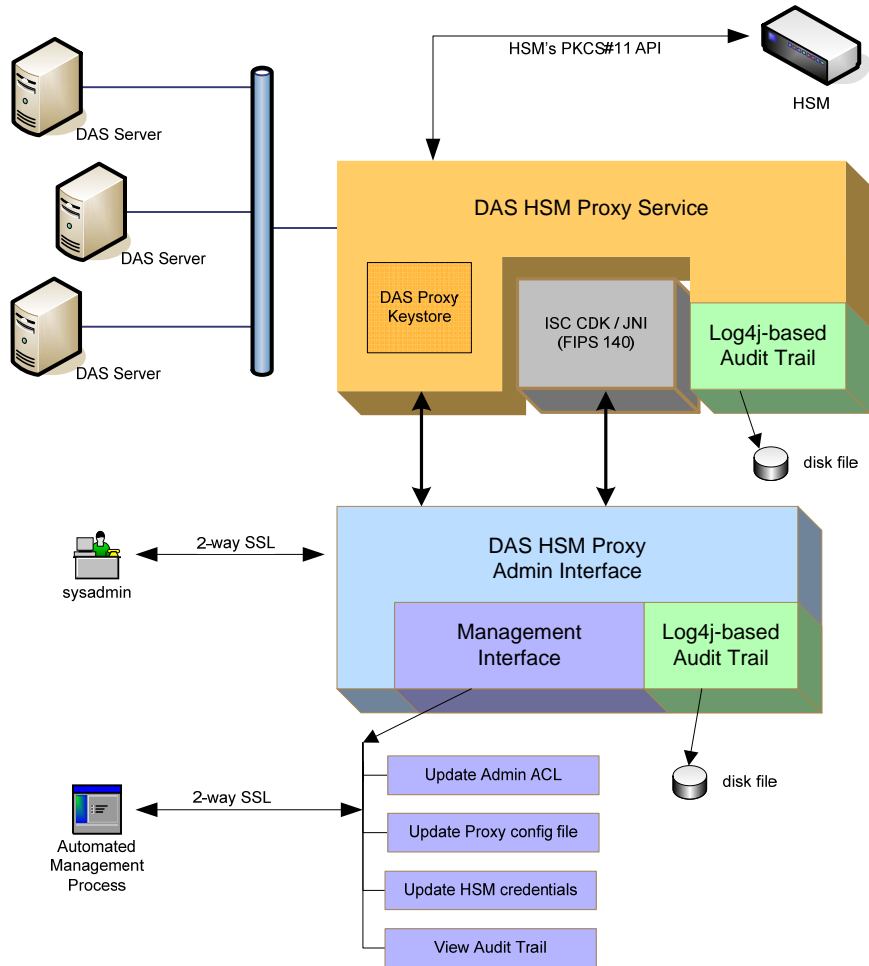 HSM's PKCS#11 API
HSM
DAS Server
DAS Server
DAS Server
DAS HSM Proxy Service
DAS Proxy
Keystore
ISC CDK / JNI
(FIPS 140)
Log4j-based
Audit Trail
disk file
2-way SSL
sysadmin
DAS HSM Proxy
Admin Interface
Management
Interface
Log4j-based
Audit Trail
disk file
2-way SSL
Automated
Management
Process
Update Admin ACL
Update Proxy config file
Update HSM credentials
View Audit Trail